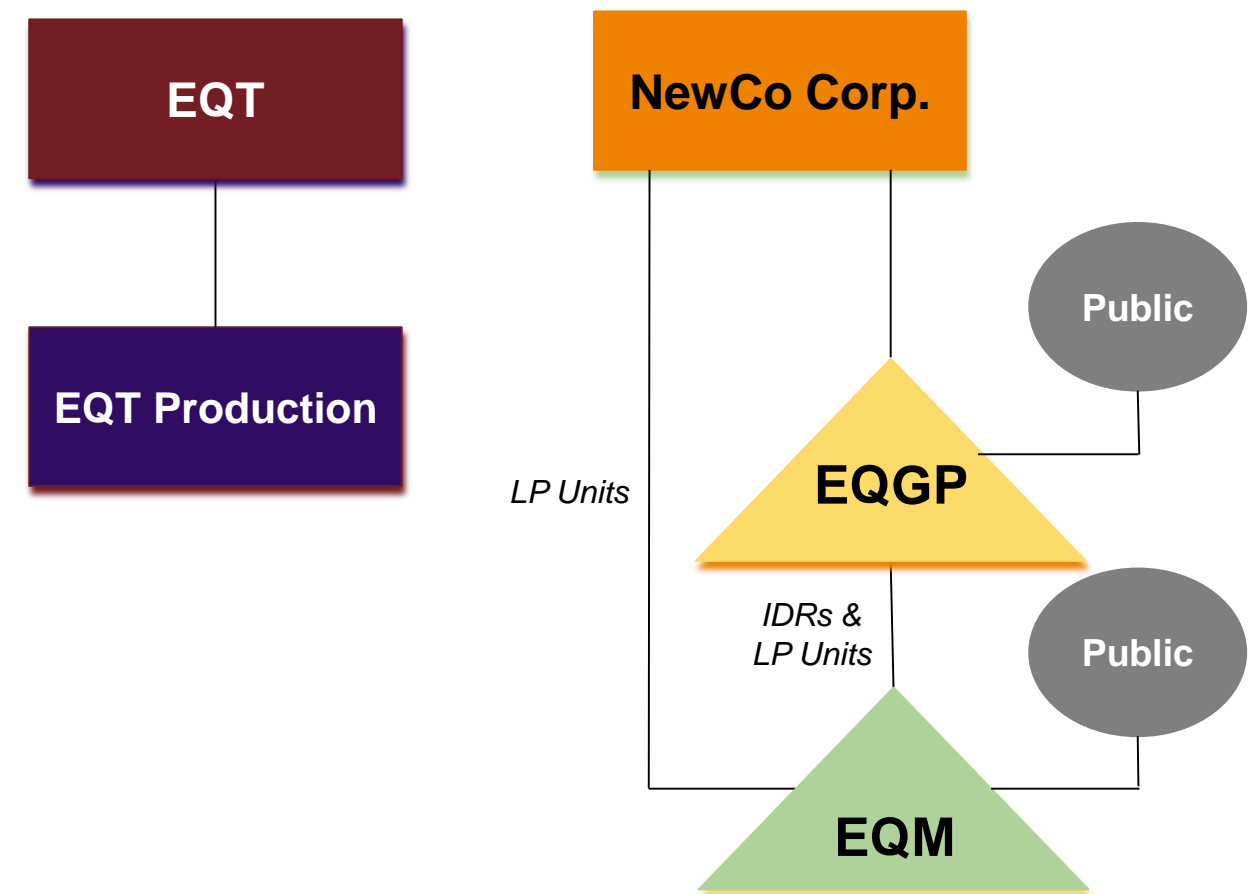 EQT
NewCo Corp.
Public
EQT Production
EQGP
LP Units
IDRs &
LP Units
Public
EQM